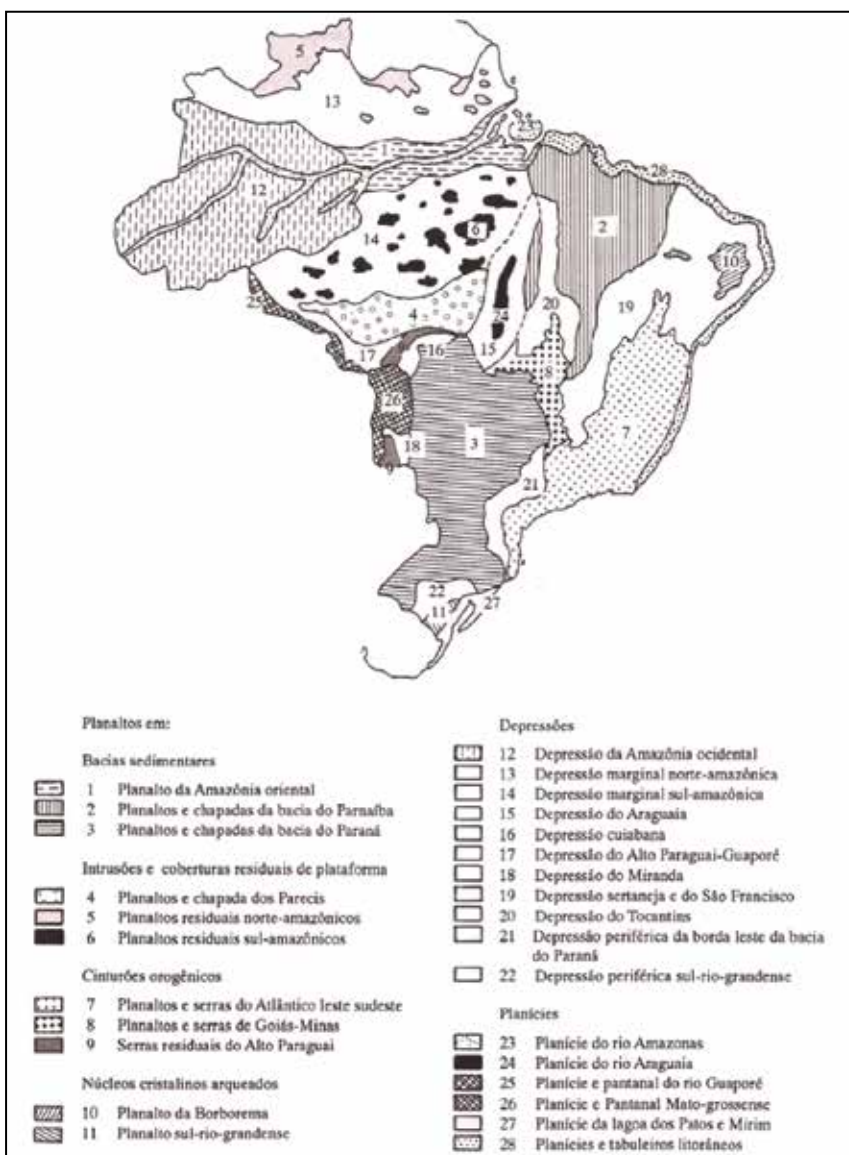 5
13
1
23
28
12
2
6
14
10
25
4
20
19
24
17
16
15
8
26
7
3
18
9
21
22
27
11
Planaltos em:
Bacias sedimentares
1 Planalto da Amazônia oriental
2 Planaltos e chapadas da bacia do Parnaíba
3 Planaltos e chapadas da bacia do Paraná
Intrusões e coberturas residuais de plataforma
4 Planaltos e chapada dos Parecis
5 Planaltos residuais norte-amazônicos
6 Planaltos residuais sul-amazônicos
Cinturões orogênicos
7 Planaltos e serras do Atlântico leste sudeste
8 Planaltos e serras de Goiás-Minas
9 Serras residuais do Alto Paraguai
Núcleos cristalinos arqueados
10 Planalto da Borborema
11 Planalto sul-rio-grandense
Depressões
12 Depressão da Amazônia ocidental
13 Depressão marginal norte-amazônica
14 Depressão marginal sul-amazônica
15 Depressão do Araguaia
16 Depressão cuiabana
17 Depressão do Alto Paraguai-Guaporé
18 Depressão do Miranda
19 Depressão sertaneja e do São Francisco
20 Depressão do Tocantins
21 Depressão periférica da borda leste da bacia
do Paraná
22 Depressão periférica sul-rio-grandense
Planícies
23 Planície do rio Amazonas
24 Planície do rio Araguaia
25 Planície e pantanal do rio Guaporé
26 Planície e Pantanal Mato-grossense
27 Planície da lagna dos Patos e Mirim
28 Planícies e tabuleiros litorâneos